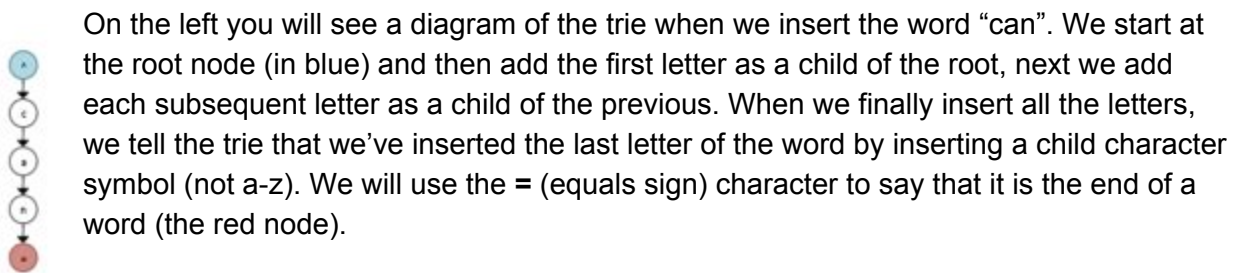 On the left you will see a diagram of the trie when we insert the word “can”. We start at
the root node (in blue) and then add the first letter as a child of the root, next we add
each subsequent letter as a child of the previous. When we finally insert all the letters,
we tell the trie that we’ve inserted the last letter of the word by inserting a child character
symbol (not a-z). We will use the = (equals sign) character to say that it is the end of a
word (the red node).
c
a
n